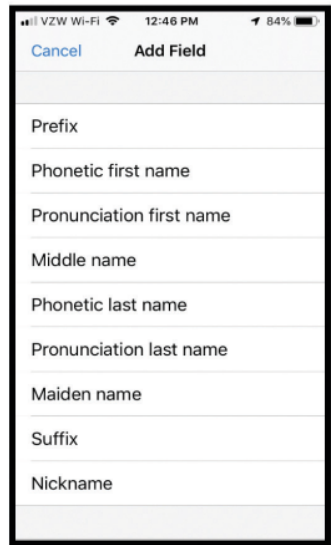 VZW Wi-Fi 12:46 PM 84%
Cancel Add Field
Prefix
Phonetic first name
Pronunciation first name
Middle name
Phonetic last name
Pronunciation last name
Maiden name
Suffix
Nickname